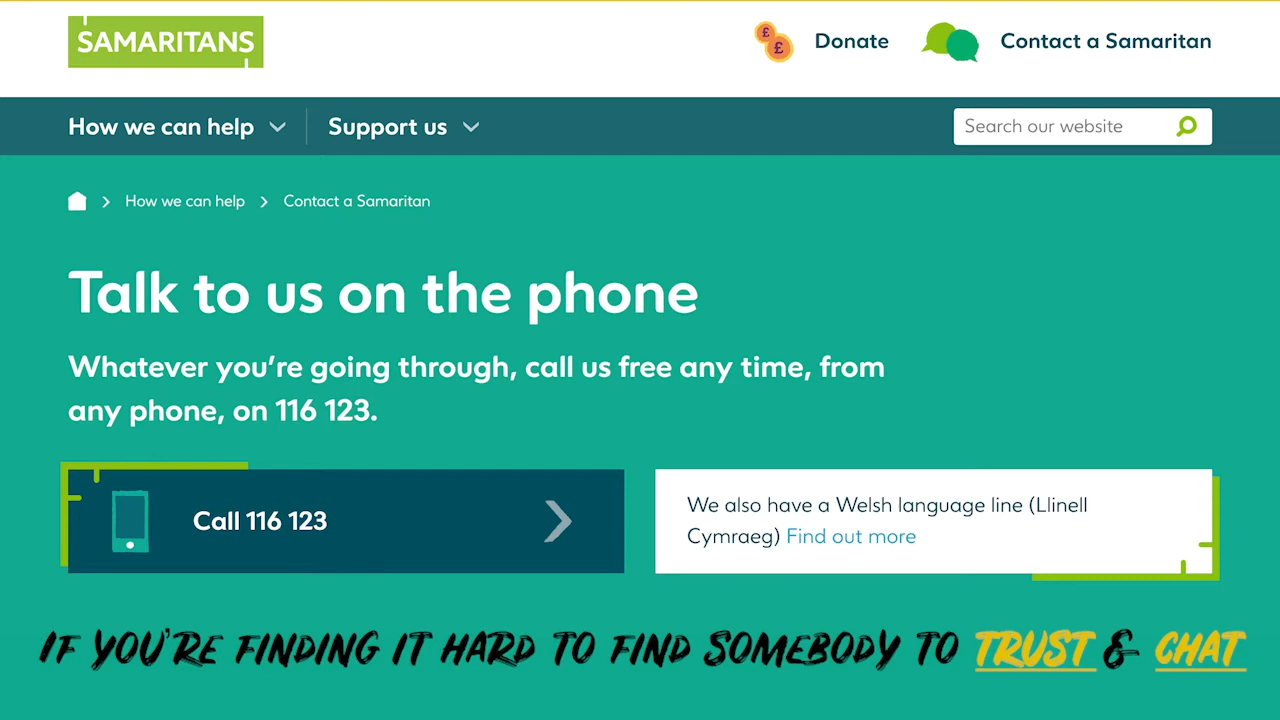 SAMARITANS
Donate
Contact a Samaritan
How we can help
Support us
Search our website
How we can help
Contact a Samaritan
Talk to us on the phone
Whatever you’re going through, call us free any time, from
any phone, on 116 123.
Call 116 123
We also have a Welsh language line (Llinell
Cymraeg) Find out more
IF YOU'RE FINDING IT HARD TO FIND SOMEBODY TO TRUST & CHAT